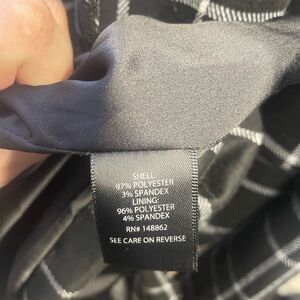 SHELL
97% POLYESTER
3% SPANDEX
LINING:
96% POLYESTER
4% SPANDEX
RN# 148862
SEE CARE ON REVERSE